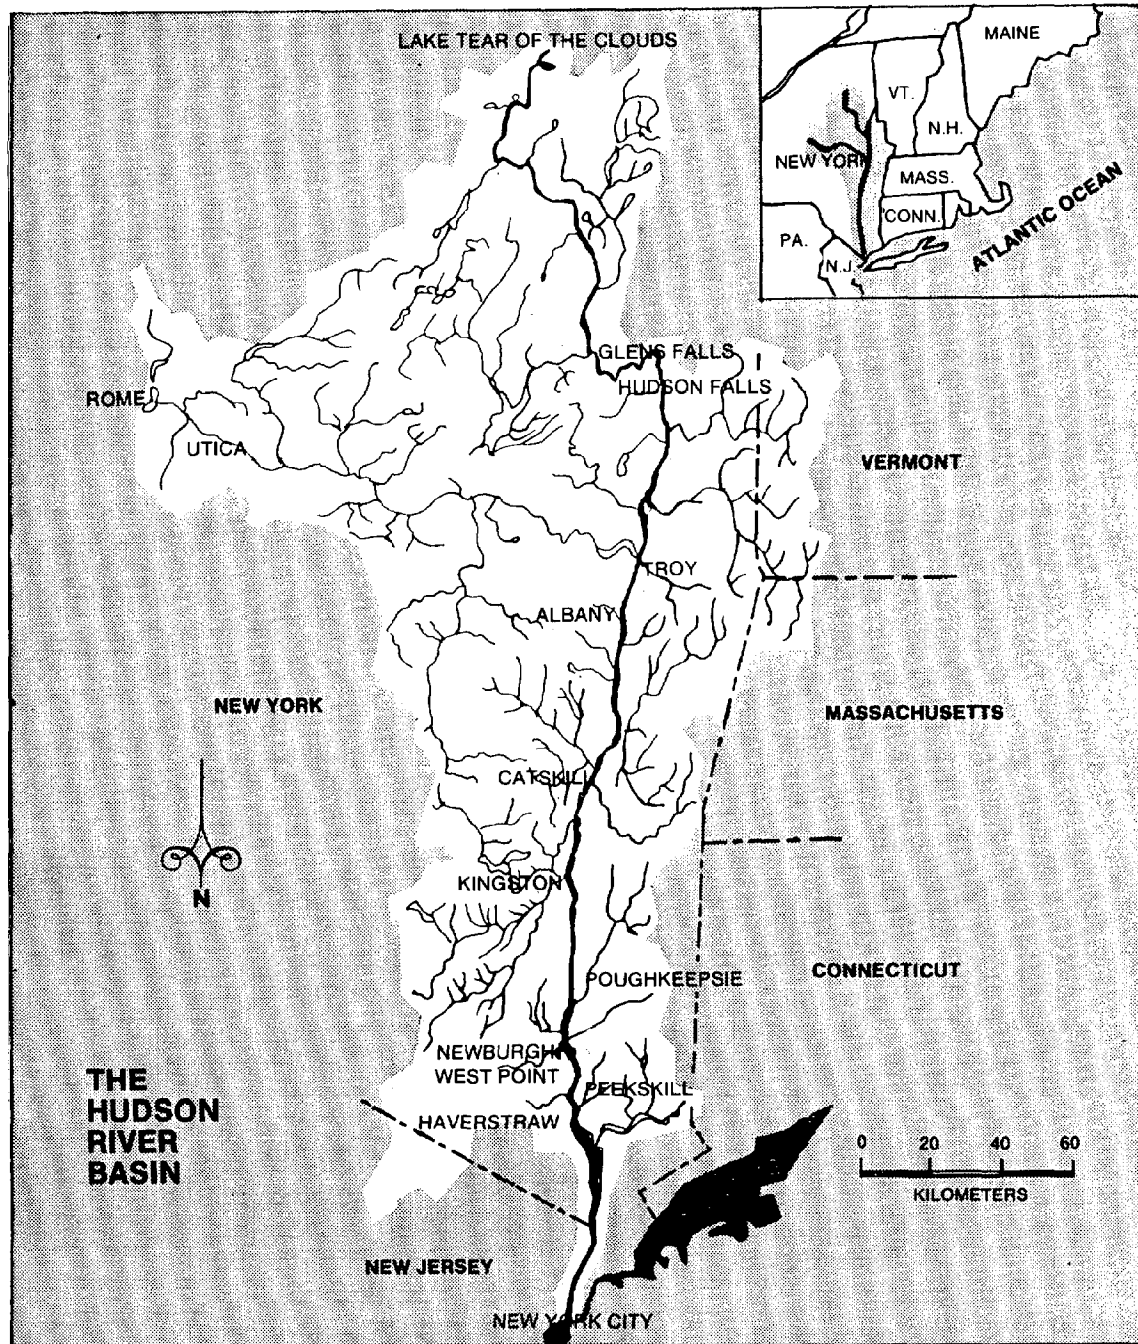 LAKE TEAR OF THE CLOUDS
MAINE
VT.
N.H.
NEW YORK
MASS.
CONN.
ATLANTIC OCEAN
PA.
N.J.
GLENS FALLS
HUDSON FALLS
ROME
UTICA
VERMONT
TROY
ALBANY
NEW YORK
MASSACHUSETTS
CATSKILL
KINGSTON
N
POUGHKEEPSIE
CONNECTICUT
NEWBURGH
WEST POINT
PEEKSKILL
HAVERSTRAW
THE
HUDSON
RIVER
BASIN
0 20 40 60
KILOMETERS
NEW JERSEY
NEW YORK CITY